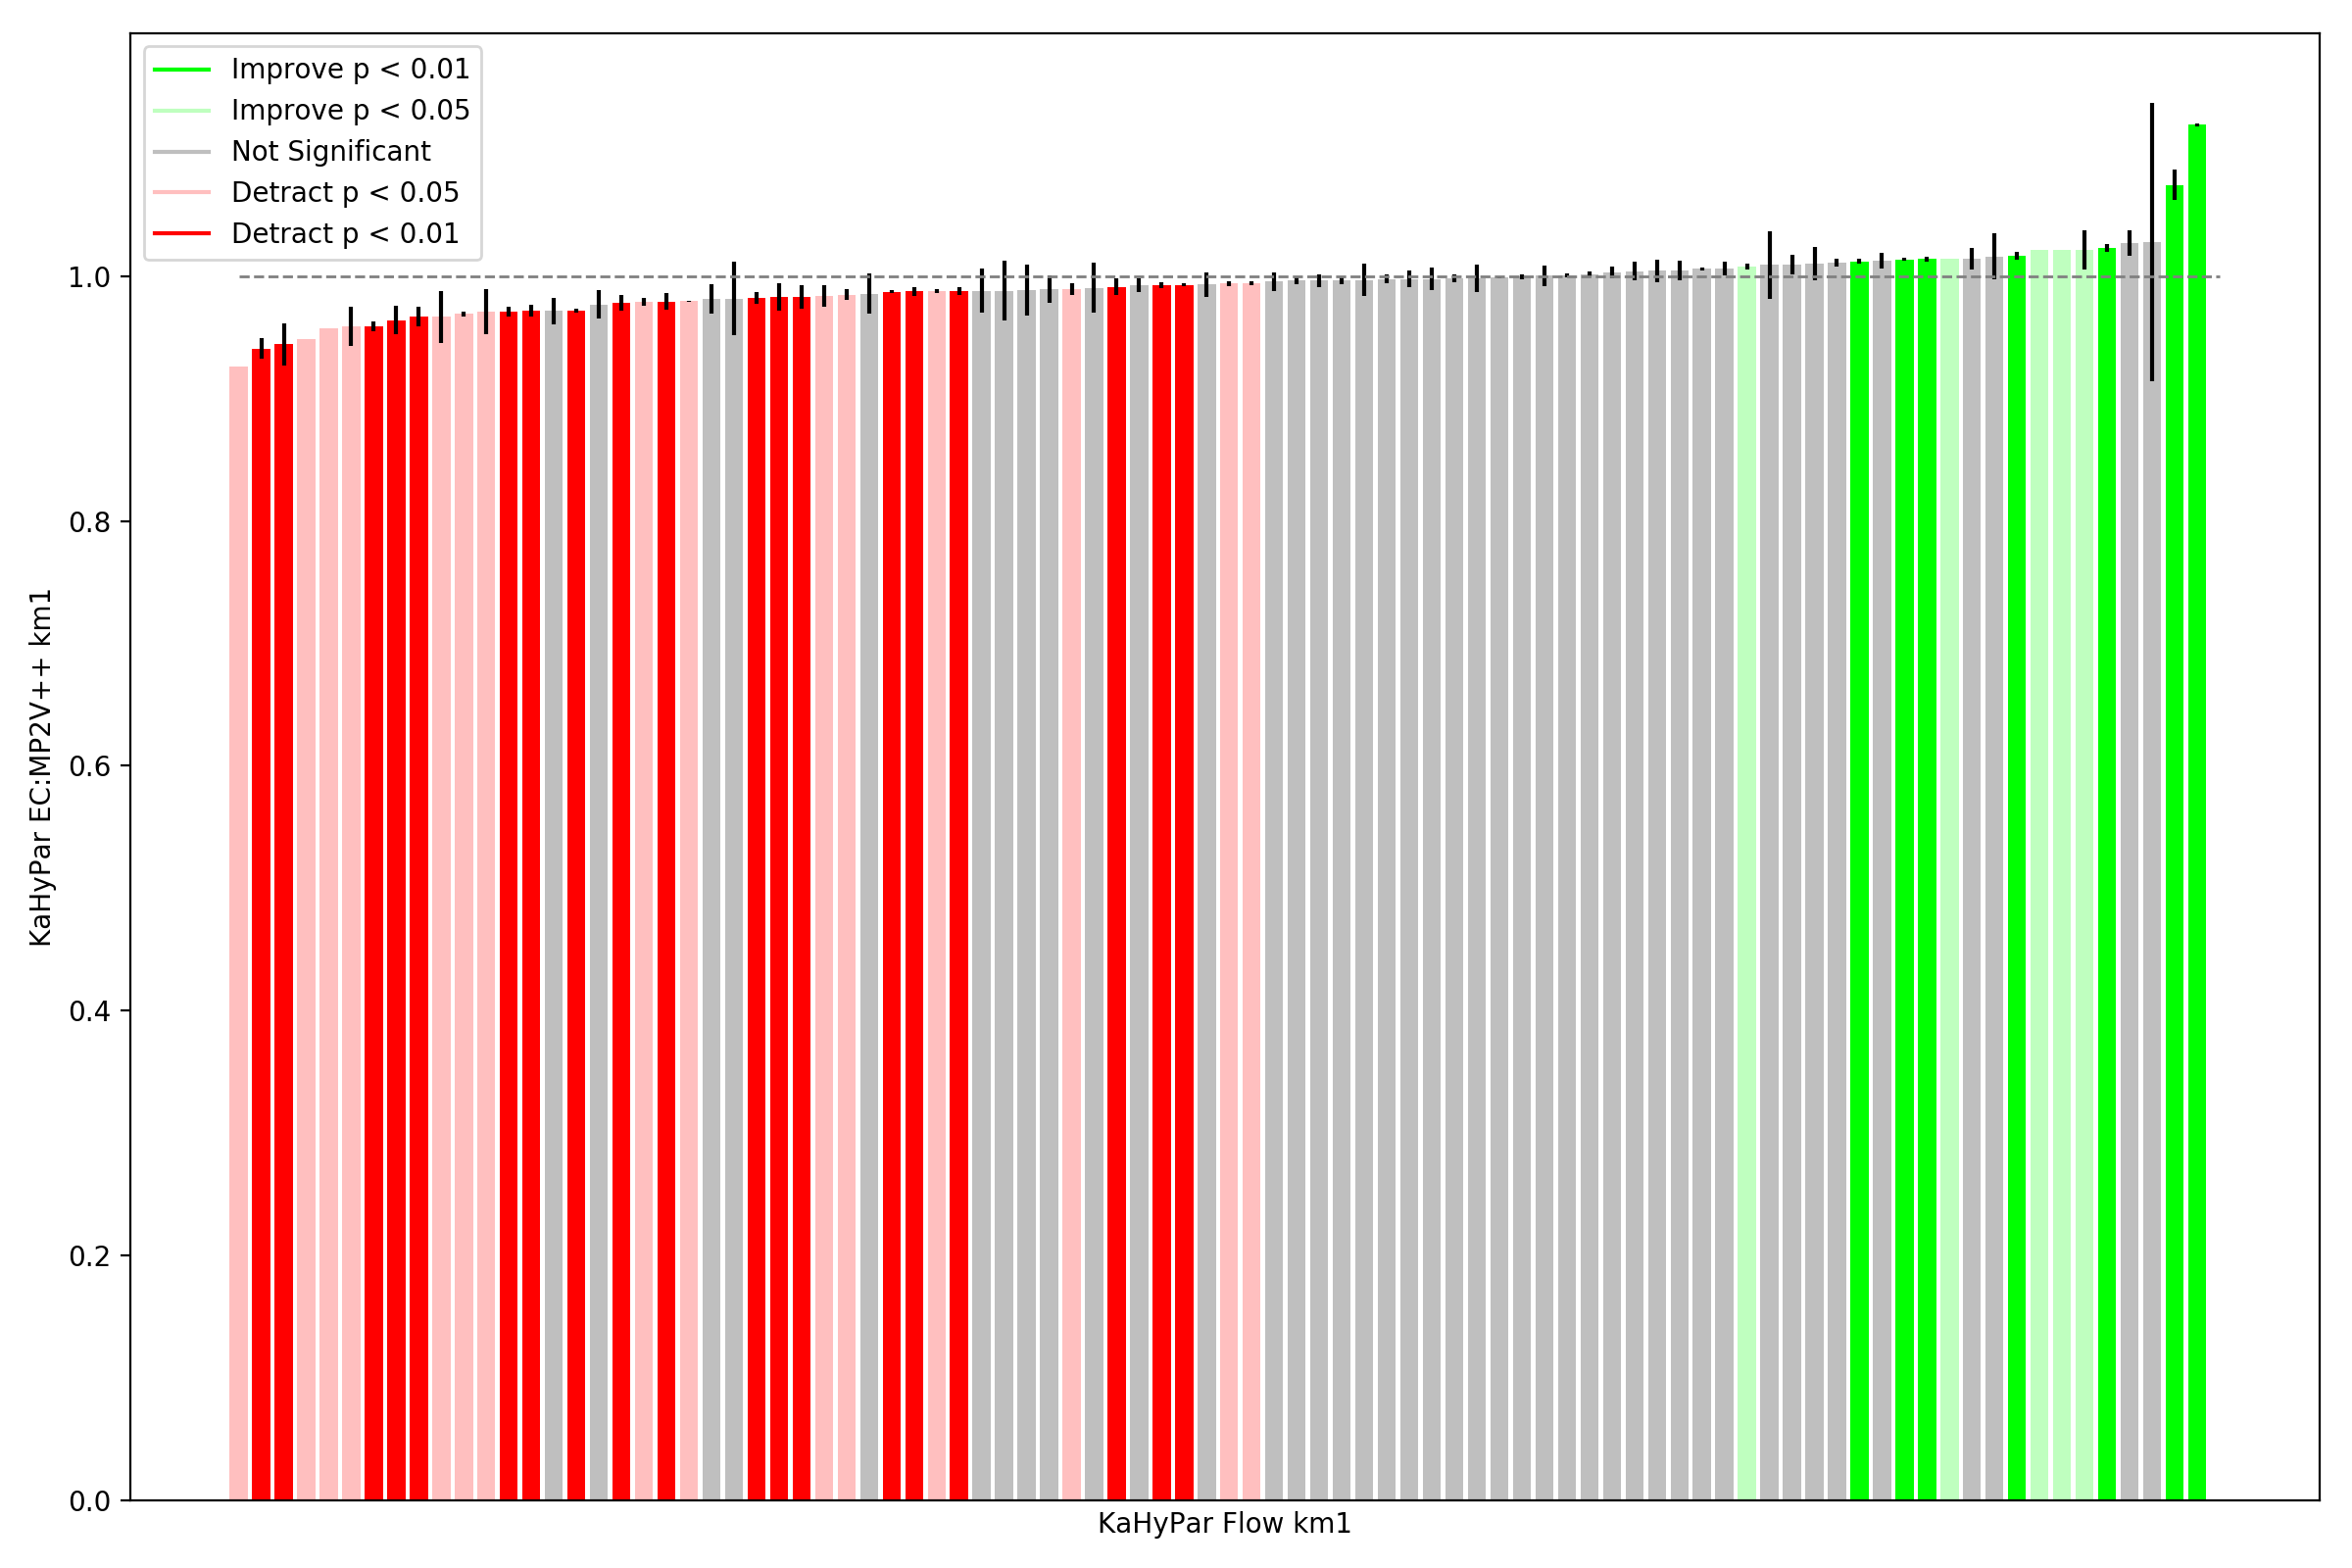 Improve p < 0.01
Improve p < 0.05
Not Significant
Detract p < 0.05
Detract p < 0.01
1.0
0.8
0.6
0.4
0.2
0.0
KaHyPar EC:MP2V++ km1
KaHyPar Flow km1